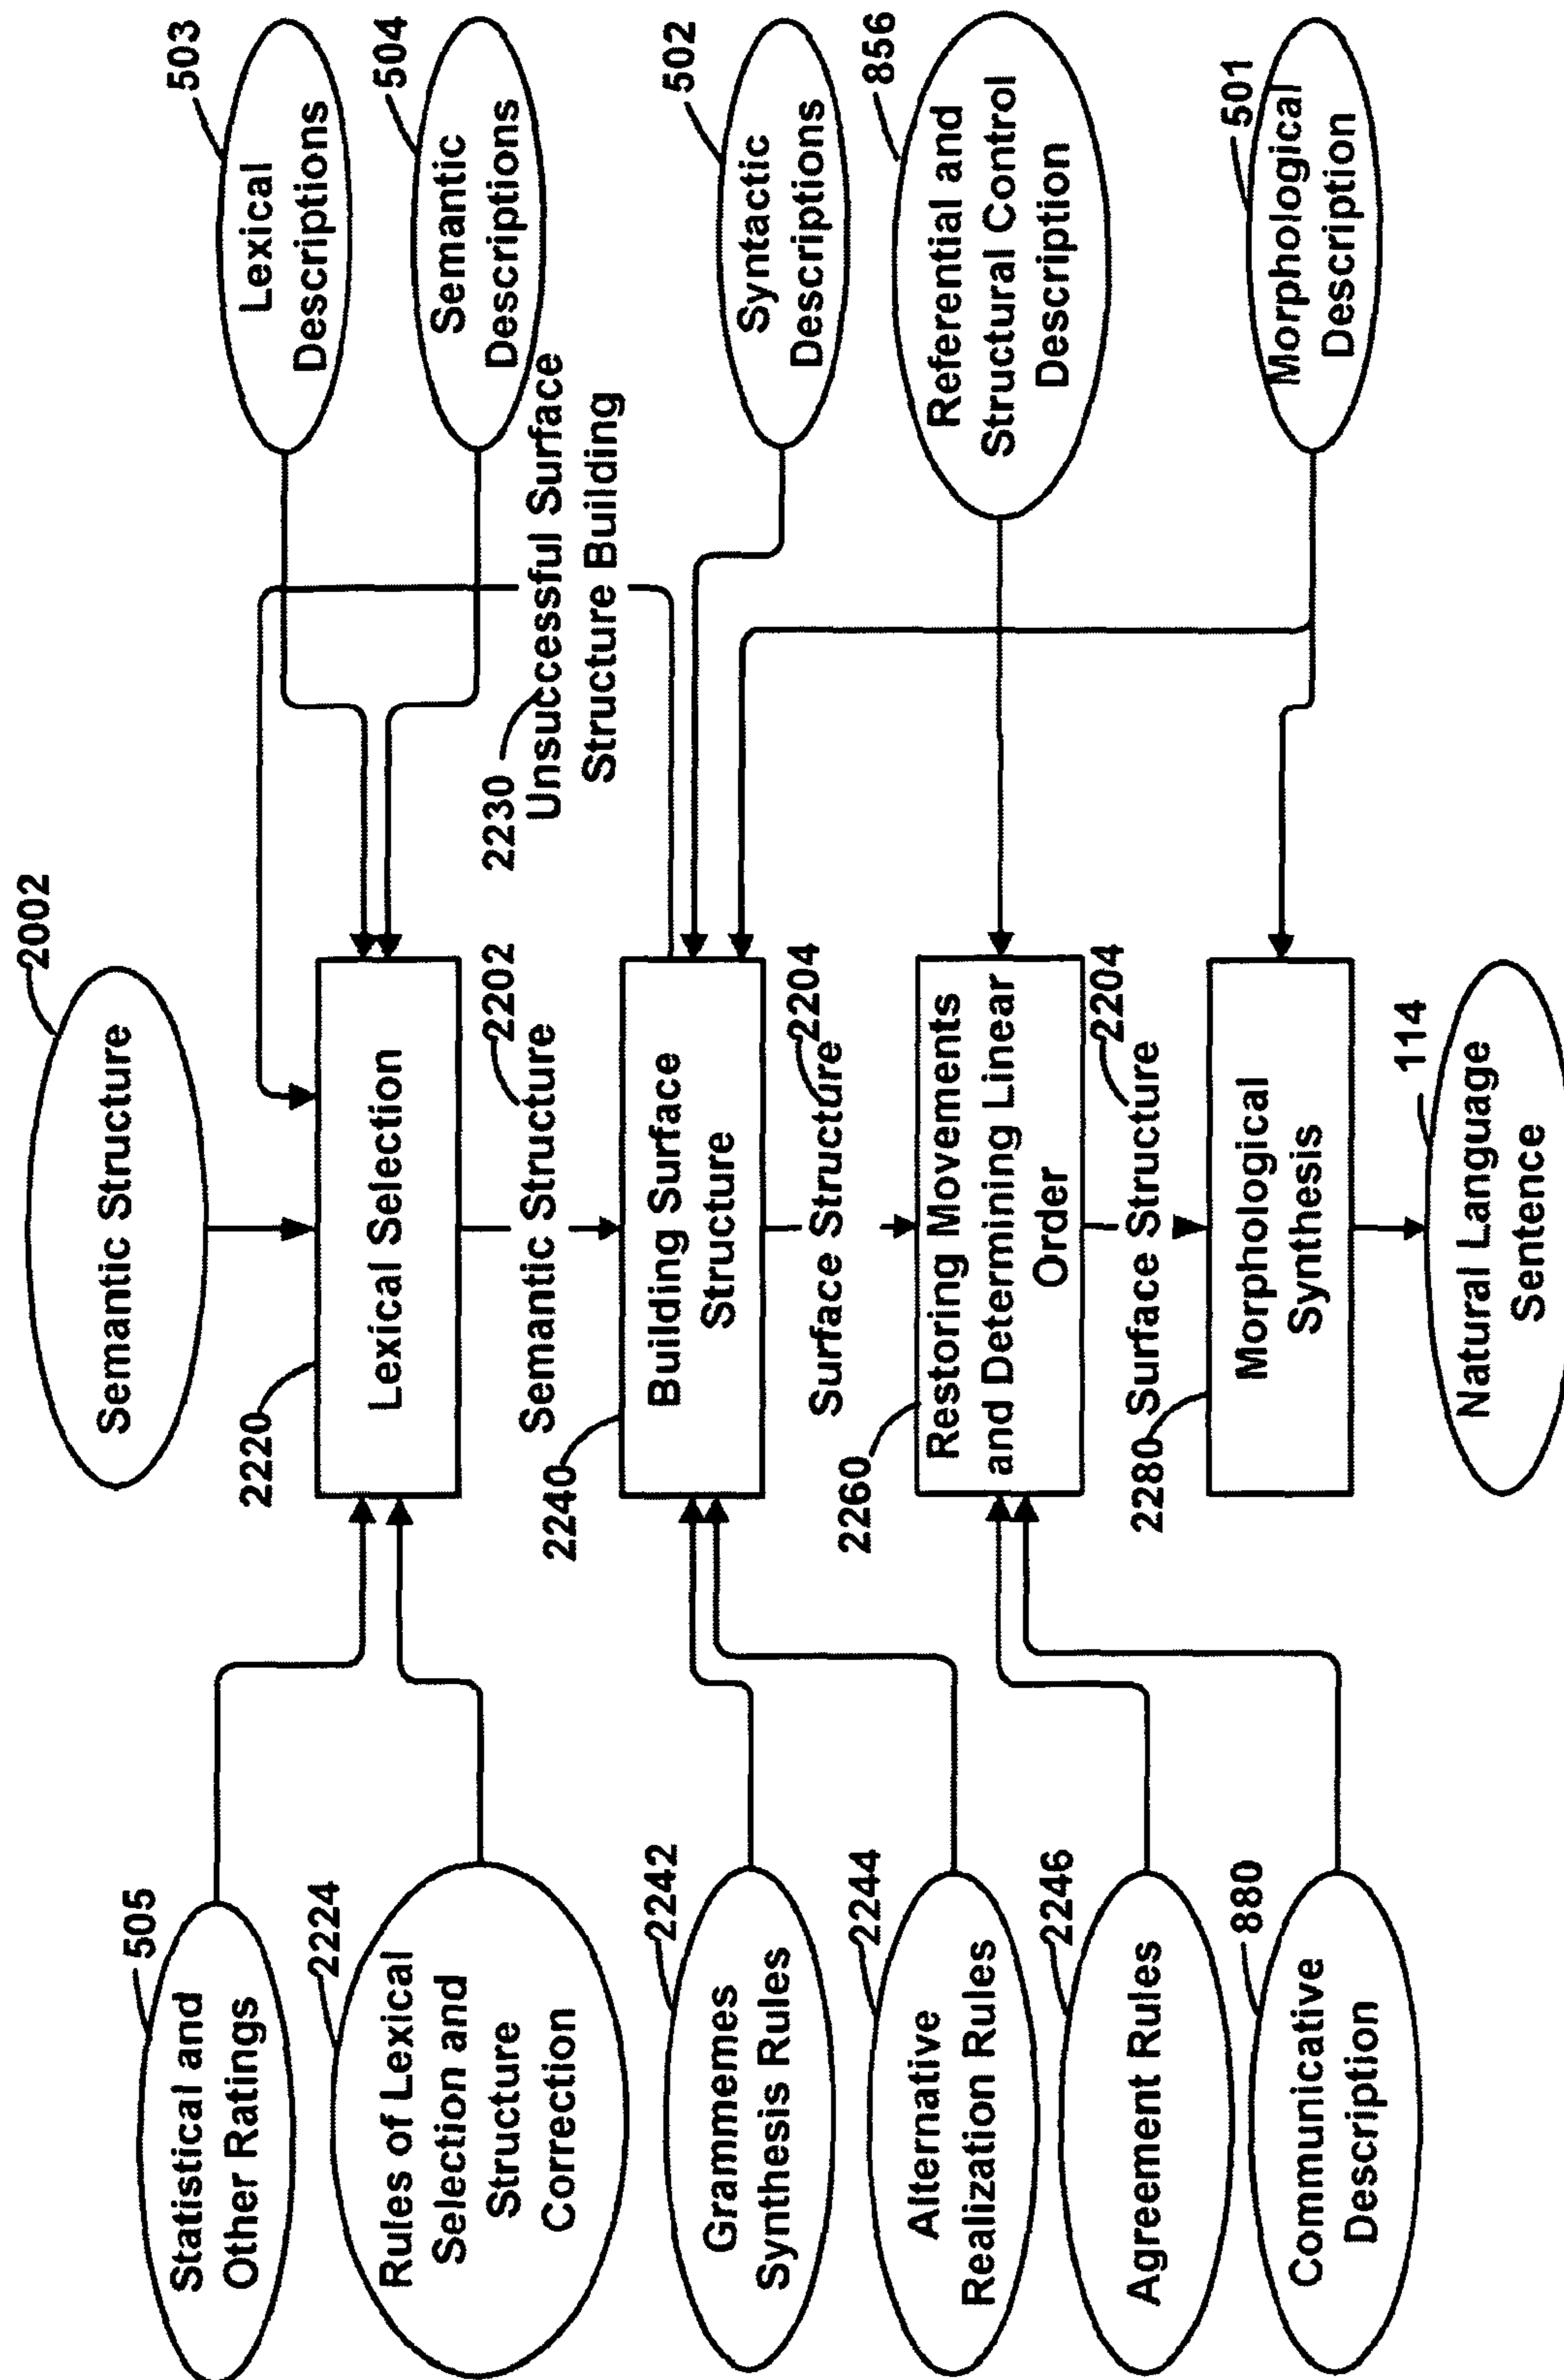 2002
Semantic Structure
505
Statistical and
Other Ratings
2224
Rules of Lexical
Selection and
Structure
Correction
2220
Lexical Selection
503
Lexical
Descriptions
504
Semantic
Descriptions
2202
Semantic Structure
2230
Unsuccessful Surface
Structure Building
2242
Grammemes
Synthesis Rules
2244
Alternative
Realization Rules
2240
Building Surface
Structure
502
Syntactic
Descriptions
2204
Surface Structure
2246
Agreement Rules
880
Communicative
Description
2260
Restoring Movements
and Determining Linear
Order
856
Referential and
Structural Control
Description
2204
Surface Structure
2280
Morphological
Synthesis
501
Morphological
Description
114
Natural Language
Sentence